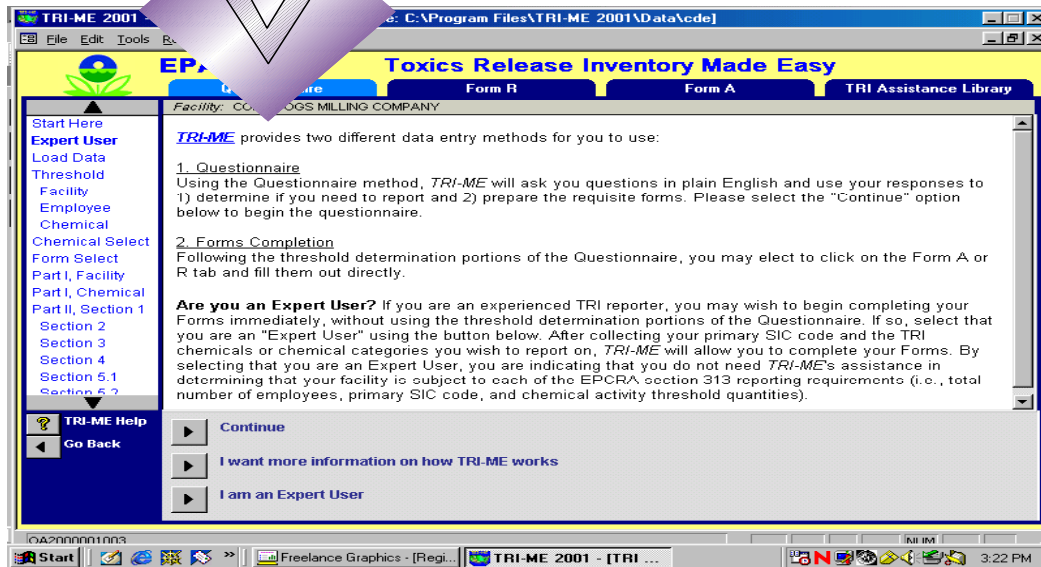 TRI-ME 2001 - e: C:\Program Files\TRI-ME 2001\Data\cde]
File Edit Tools
EPA Toxics Release Inventory Made Easy
Form R Form A TRI Assistance Library
Facility: MILLING COMPANY
Start Here
Expert User
Load Data
Threshold
Facility
Employee
Chemical
Chemical Select
Form Select
Part I, Facility
Part I, Chemical
Part II, Section 1
Section 2
Section 3
Section 4
Section 5.1
Section 5.2
TRI-ME Help
Go Back
TRI-ME provides two different data entry methods for you to use:
1. Questionnaire
Using the Questionnaire method, TRI-ME will ask you questions in plain English and use your responses to
1) determine if you need to report and 2) prepare the requisite forms. Please select the "Continue" option
below to begin the questionnaire.
2. Forms Completion
Following the threshold determination portions of the Questionnaire, you may elect to click on the Form A or
R tab and fill them out directly.
Are you an Expert User? If you are an experienced TRI reporter, you may wish to begin completing your
Forms immediately, without using the threshold determination portions of the Questionnaire. If so, select that
you are an "Expert User" using the button below. After collecting your primary SIC code and the TRI
chemicals or chemical categories you wish to report on, TRI-ME will allow you to complete your Forms. By
selecting that you are an Expert User, you are indicating that you do not need TRI-ME's assistance in
determining that your facility is subject to each of the EPCRA section 313 reporting requirements (i.e., total
number of employees, primary SIC code, and chemical activity threshold quantities).
Continue
I want more information on how TRI-ME works
I am an Expert User
OA2000001003 NUM
Start » Freelance Graphics - [Regi... TRI-ME 2001 - [TRI ... N 3:22 PM